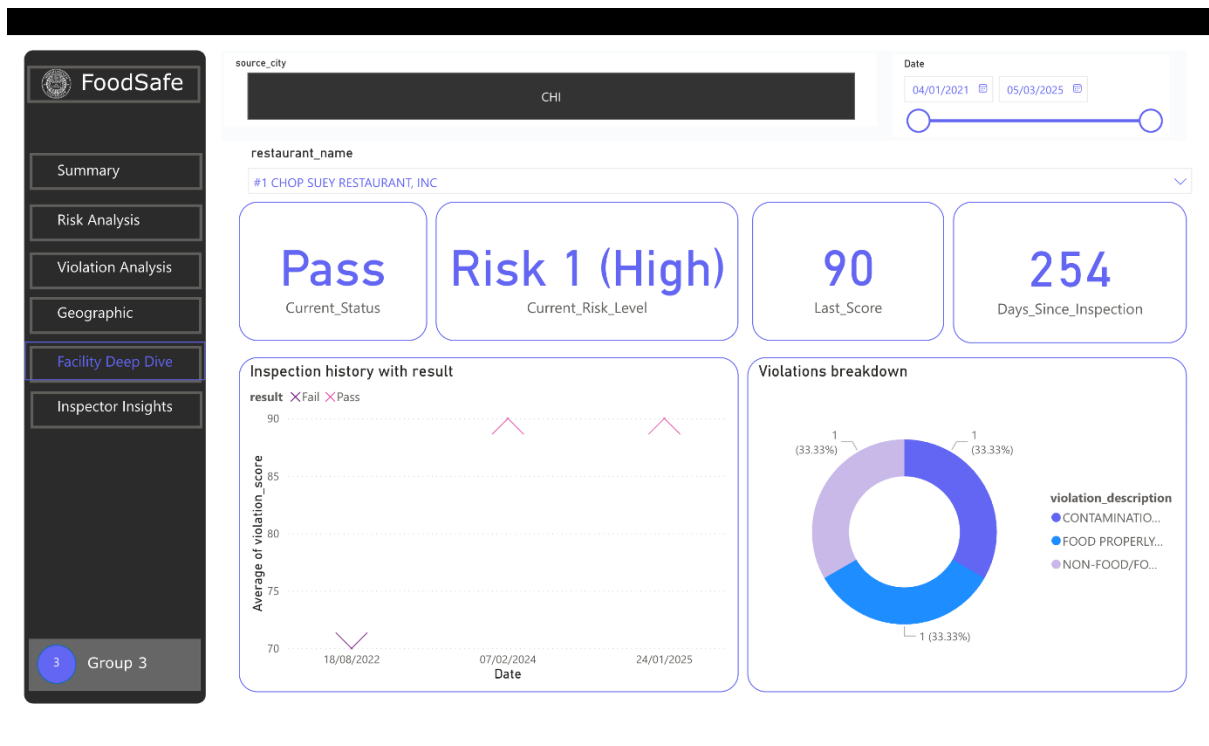 FoodSafe
Summary
Risk Analysis
Violation Analysis
Geographic
Facility Deep Dive
Inspector Insights
3 Group 3
source_city
CHI
Date
04/01/2021 05/03/2025
restaurant_name
#1 CHOP SUEY RESTAURANT, INC
Pass
Current_Status
Risk 1 (High)
Current_Risk_Level
90
Last_Score
254
Days_Since_Inspection
Inspection history with result
result Fail Pass
90
85
80
75
70
Average of violation_score
18/08/2022 07/02/2024 24/01/2025
Date
Violations breakdown
1
(33.33%)
1
(33.33%)
1 (33.33%)
violation_description
CONTAMINATIO...
FOOD PROPERLY...
NON-FOOD/FO...